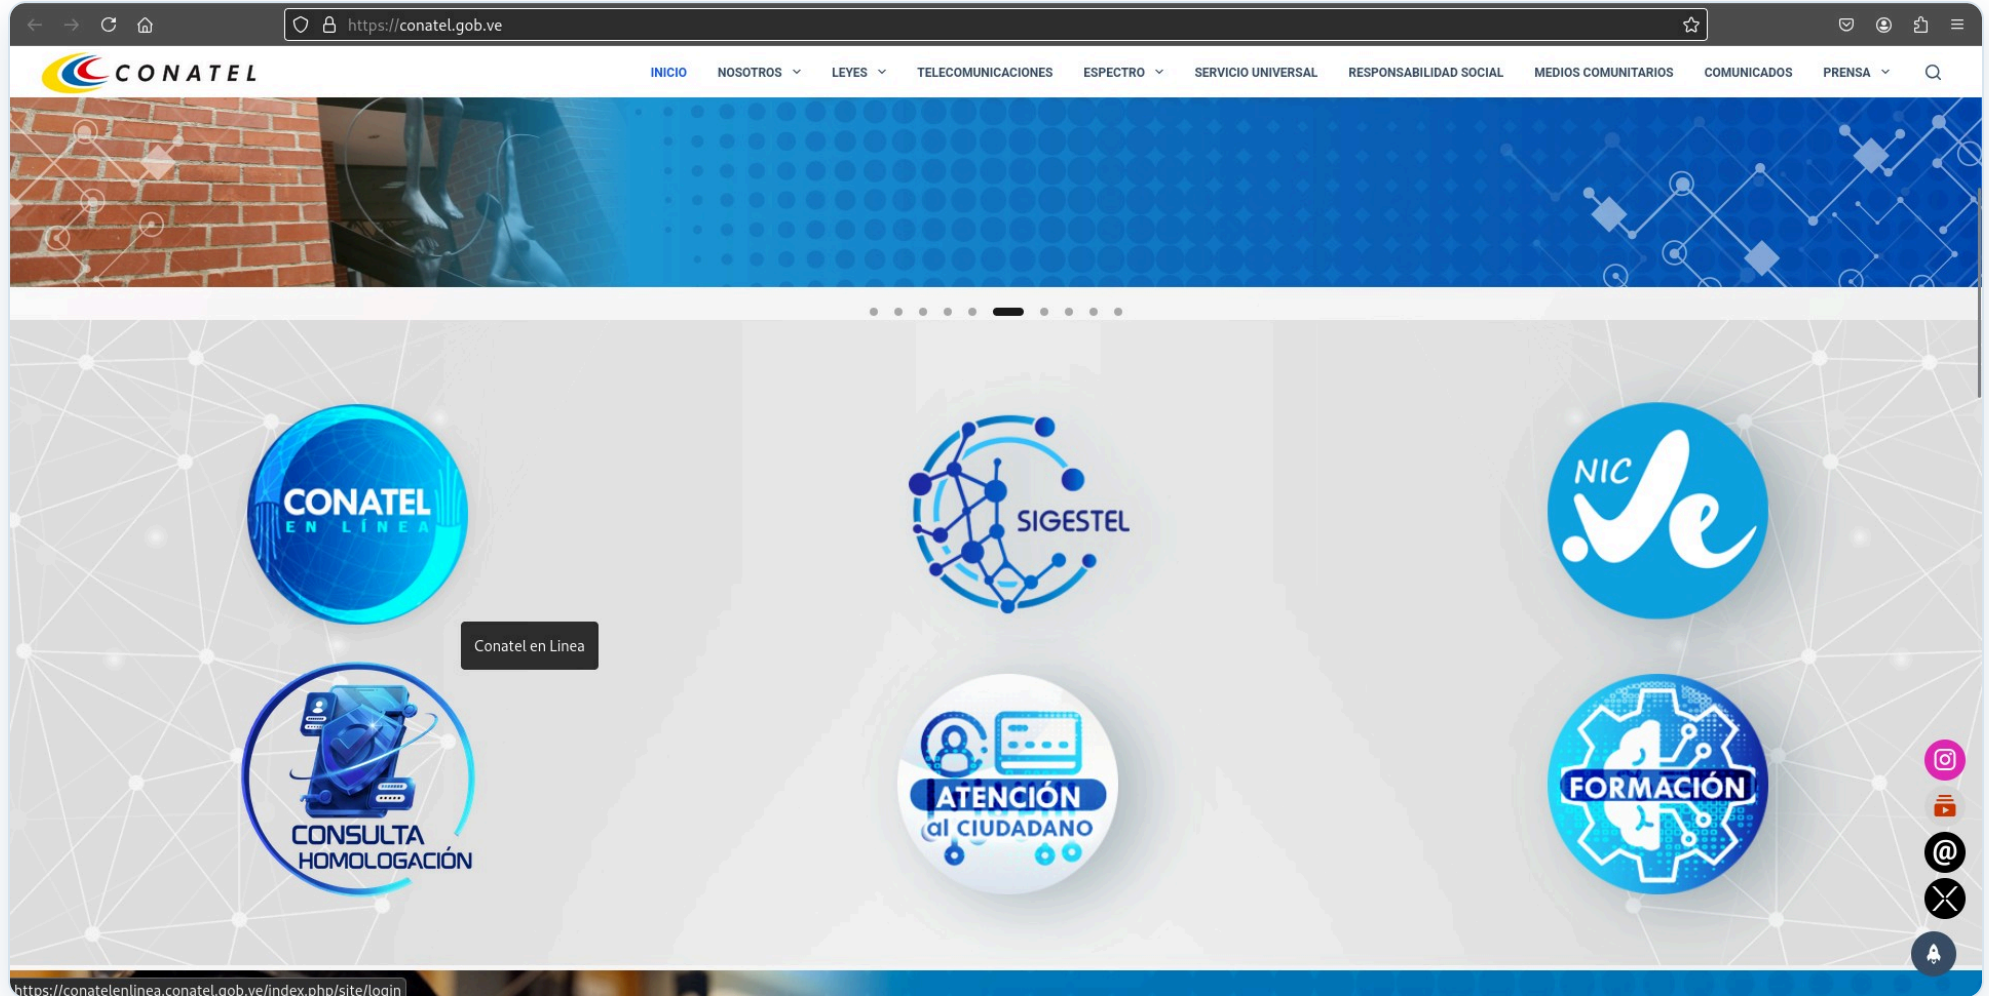 https://conatel.gob.ve
CONATEL
INICIO NOSOTROS LEYES TELECOMUNICACIONES ESPECTRO SERVICIO UNIVERSAL RESPONSABILIDAD SOCIAL MEDIOS COMUNITARIOS COMUNICADOS PRENSA
CONATEL
EN LÍNEA
SIGESTEL
NIC
.Ve
Conatel en Linea
CONSULTA
HOMOLOGACIÓN
ATENCIÓN
al CIUDADANO
FORMACIÓN
https://conatelenlinea.conatel.gob.ve/index.php/site/login